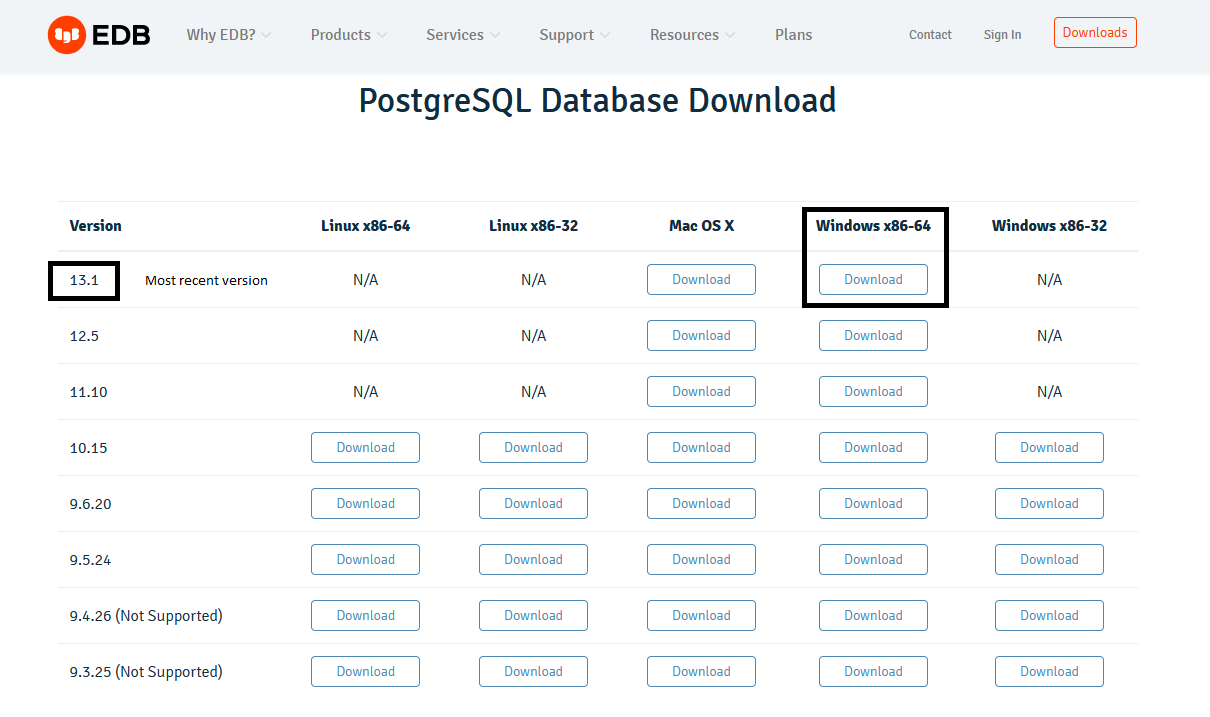 EDB Why EDB? Products Services Support Resources Plans Contact Sign In Downloads
PostgreSQL Database Download
Version Linux x86-64 Linux x86-32 Mac OS X Windows x86-64 Windows x86-32
13.1 Most recent version N/A N/A Download Download N/A
12.5 N/A N/A Download Download N/A
11.10 N/A N/A Download Download N/A
10.15 Download Download Download Download Download
9.6.20 Download Download Download Download Download
9.5.24 Download Download Download Download Download
9.4.26 (Not Supported) Download Download Download Download Download
9.3.25 (Not Supported) Download Download Download Download Download